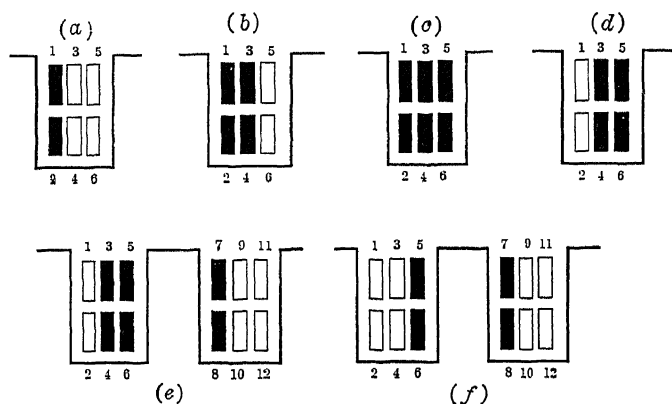 (a) (b) (c) (d)
1 3 5 1 3 5 1 3 5 1 3 5
2 4 6 2 4 6 2 4 6 2 4 6
1 3 5 7 9 11 1 3 5 7 9 11
2 4 6 8 10 12 2 4 6 8 10 12
(e) (f)